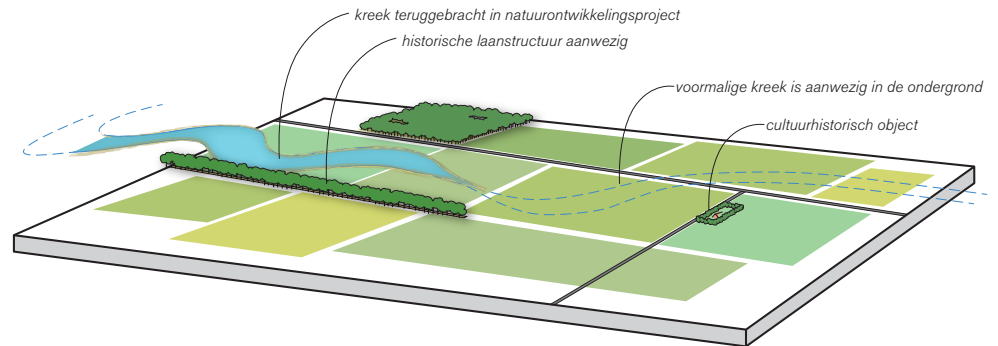 kreek teruggebracht in natuurontwikkelingsproject
historische laanstructuur aanwezig
voormalige kreek is aanwezig in de ondergrond
cultuurhistorisch object